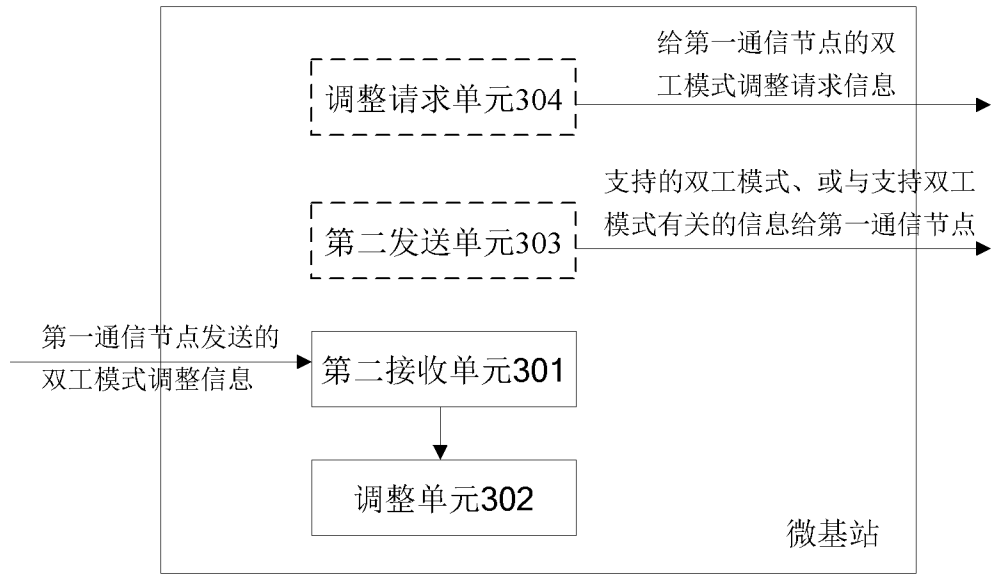 给第一通信节点的双
工模式调整请求信息
调整请求单元304
支持的双工模式、或与支持双工
模式有关的信息给第一通信节点
第二发送单元303
第一通信节点发送的
双工模式调整信息
第二接收单元301
调整单元302
微基站